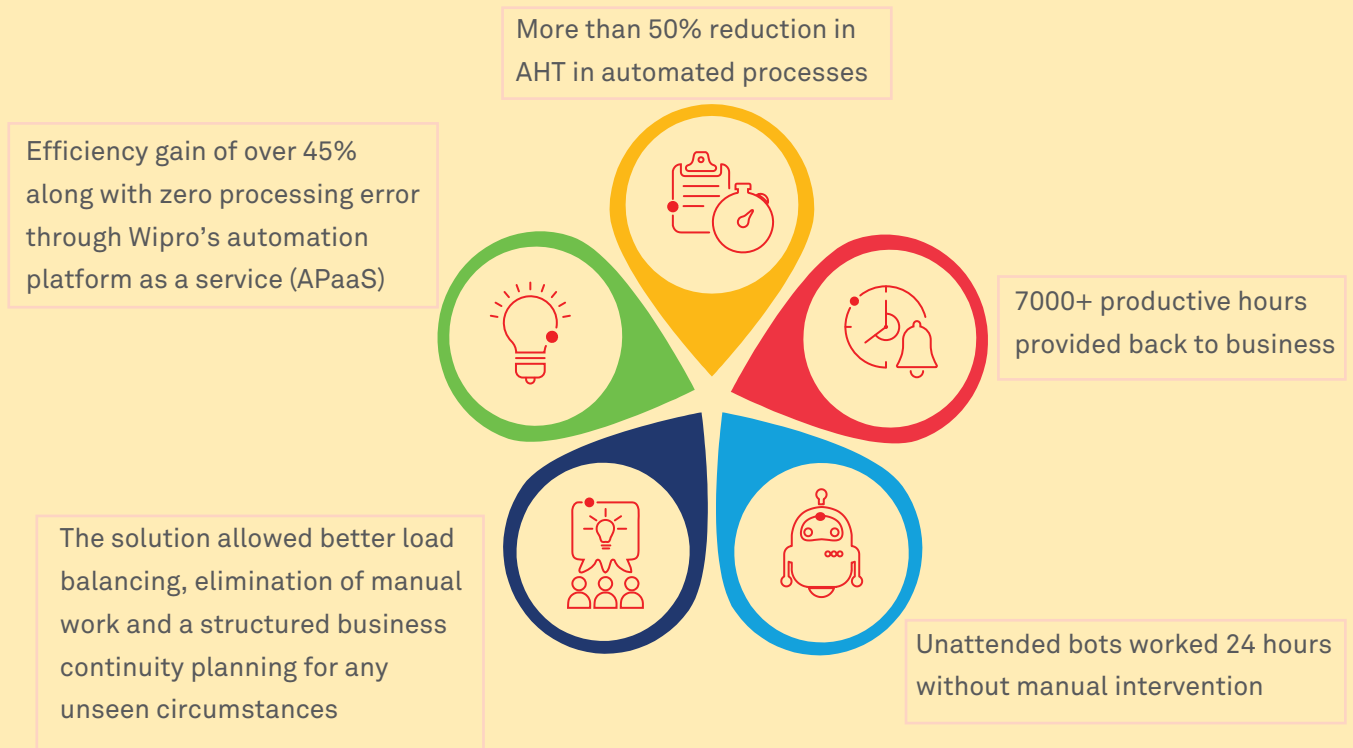 More than 50% reduction in
AHT in automated processes
Efficiency gain of over 45%
along with zero processing error
through Wipro’s automation
platform as a service (APaaS)
7000+ productive hours
provided back to business
The solution allowed better load
balancing, elimination of manual
work and a structured business
continuity planning for any
unseen circumstances
Unattended bots worked 24 hours
without manual intervention